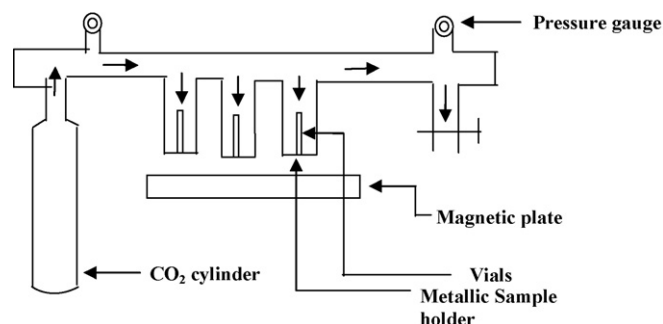 Pressure gauge
Magnetic plate
CO₂ cylinder
Vials
Metallic Sample
holder